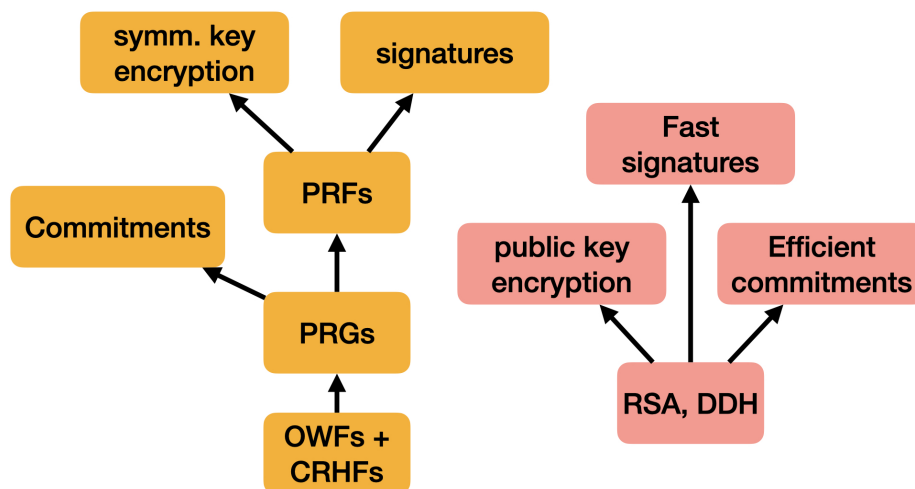 symm. key
encryption
signatures
PRFs
Commitments
PRGs
OWFs +
CRHFs
Fast
signatures
public key
encryption
Efficient
commitments
RSA, DDH